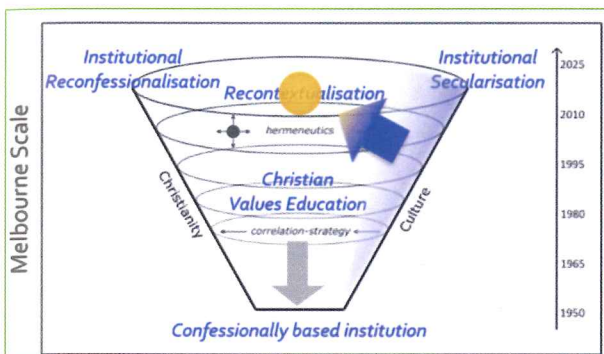 Melbourne Scale
Institutional
Reconfessionalisation
Institutional
Secularisation
Recontextualisation
hermeneutics
Christian
Values Education
correlation-strategy
Christianity
Culture
Confessionally based institution
2025
2010
1995
1980
1965
1950